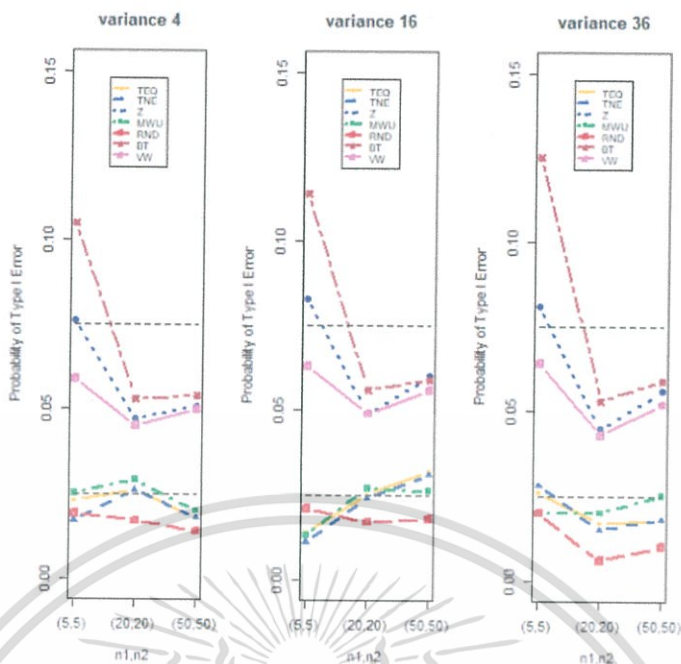 variance 4
Probability of Type I Error
0.15
0.10
0.05
0.00
TEQ
TNE
Z
MWU
RND
BT
VW
(5,5)
(20,20)
(50,50)
n1,n2
variance 16
Probability of Type I Error
0.15
0.10
0.05
0.00
TEQ
TNE
Z
MWU
RND
BT
VW
(5,5)
(20,20)
(50,50)
n1,n2
variance 36
Probability of Type I Error
0.15
0.10
0.05
0.00
TEQ
TNE
Z
MWU
RND
BT
VW
(5,5)
(20,20)
(50,50)
n1,n2